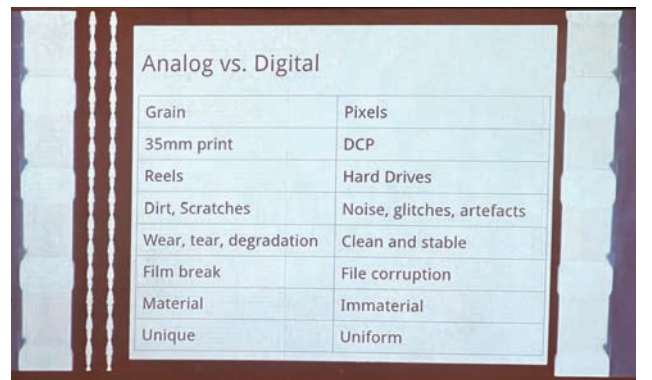 Analog vs. Digital
Grain Pixels
35mm print DCP
Reels Hard Drives
Dirt, Scratches Noise, glitches, artefacts
Wear, tear, degradation Clean and stable
Film break File corruption
Material Immaterial
Unique Uniform